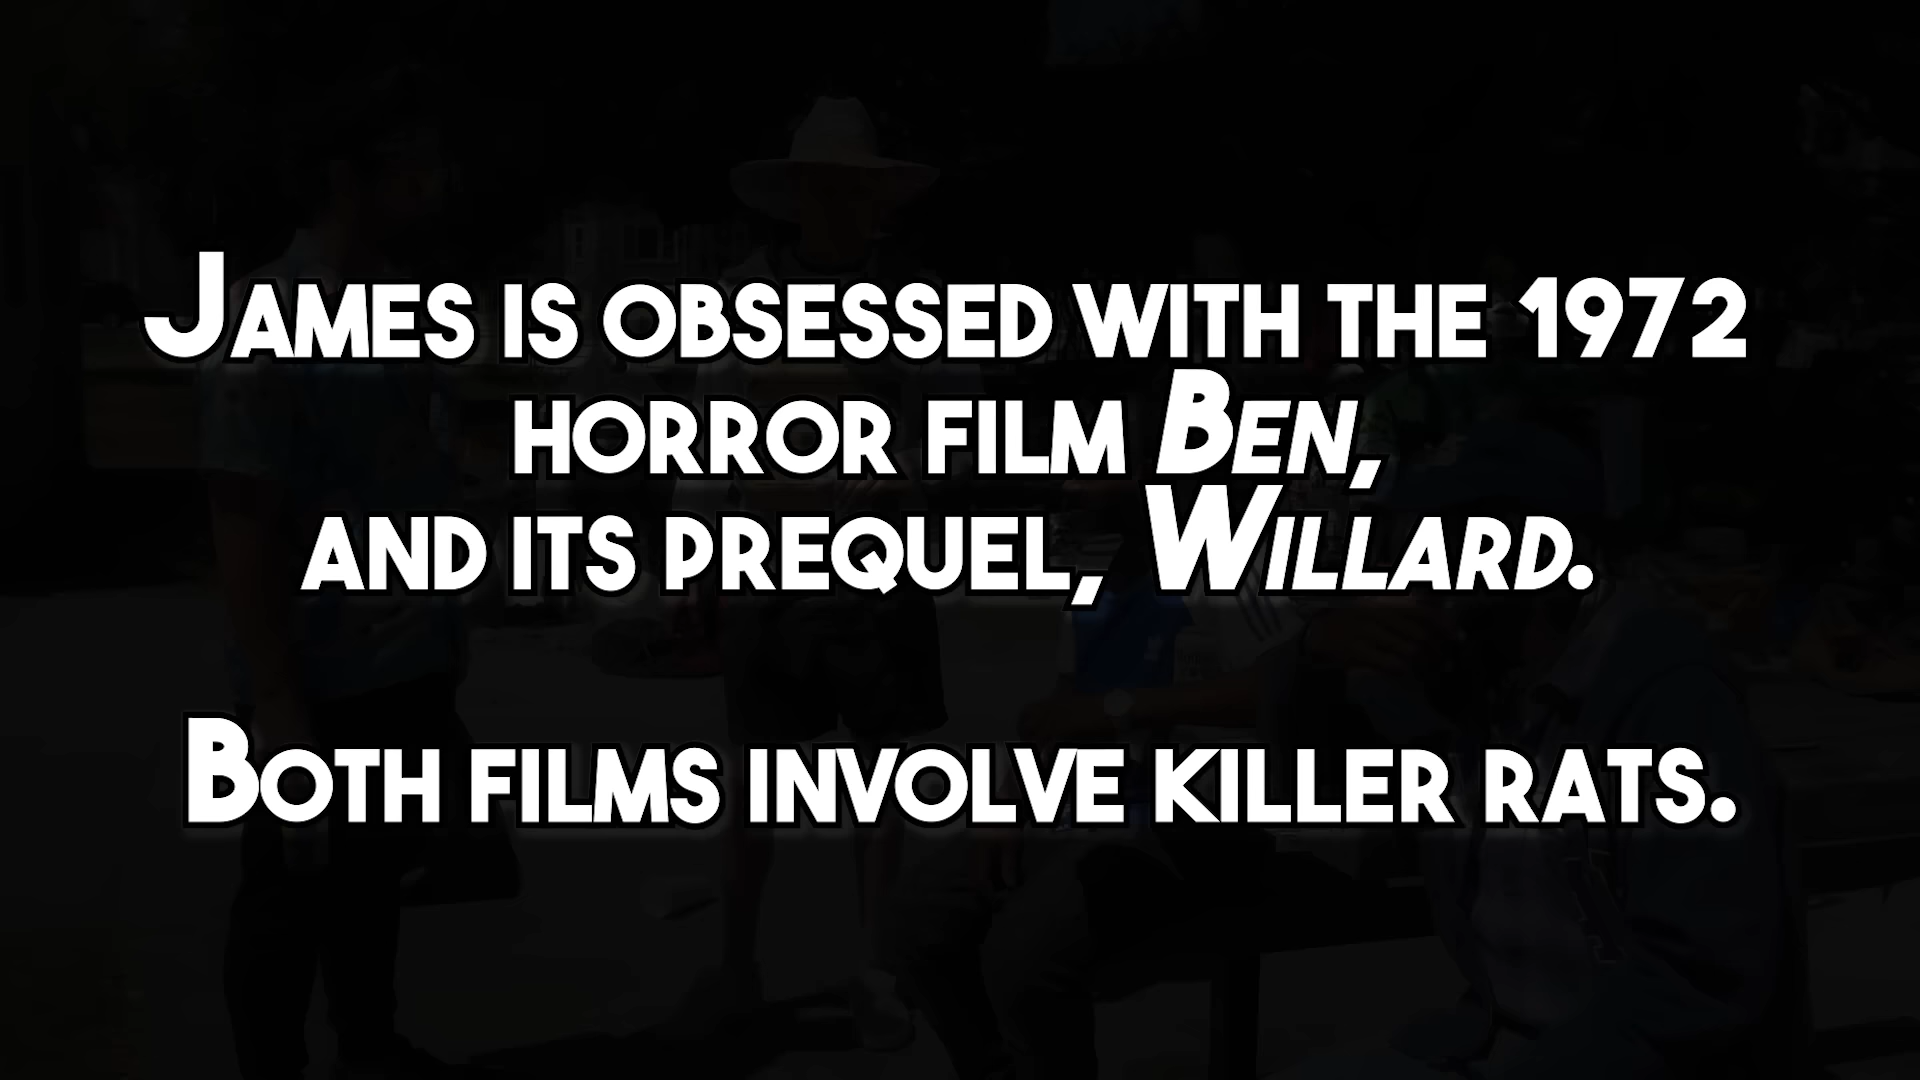 James is obsessed with the 1972
horror film Ben,
and its prequel, Willard.
Both films involve killer rats.